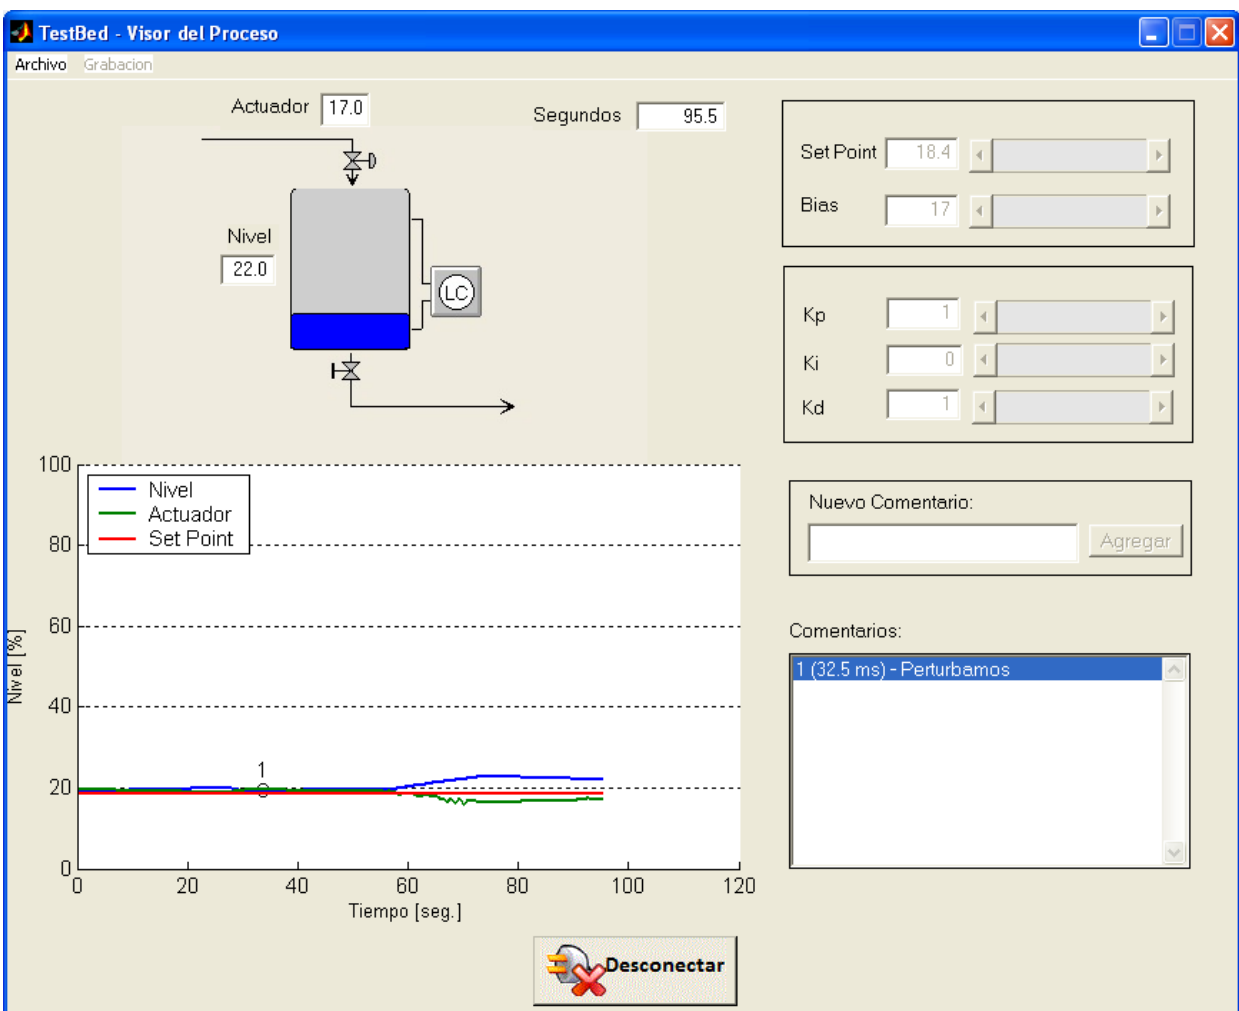 TestBed - Visor del Proceso
Archivo Grabacion
Actuador 17.0
Segundos 95.5
Nivel
22.0
LC
Set Point 18.4
Bias 17
Kp 1
Ki 0
Kd 1
100
80
60
40
20
0
Nivel [%]
Nivel
Actuador
Set Point
1
0 20 40 60 80 100 120
Tiempo [seg.]
Nuevo Comentario:
Agregar
Comentarios:
1 (32.5 ms) - Perturbamos
Desconectar